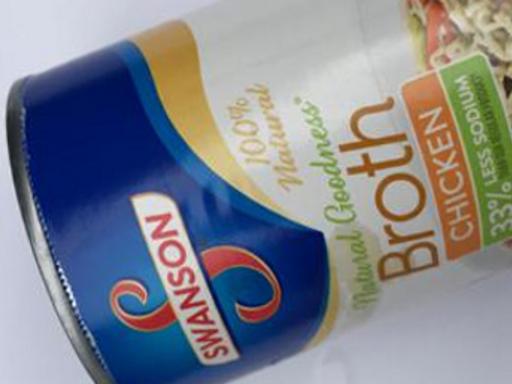 SWANSON
100%
Natural
Natural Goodness
Broth
CHICKEN
33% LESS SODIUM